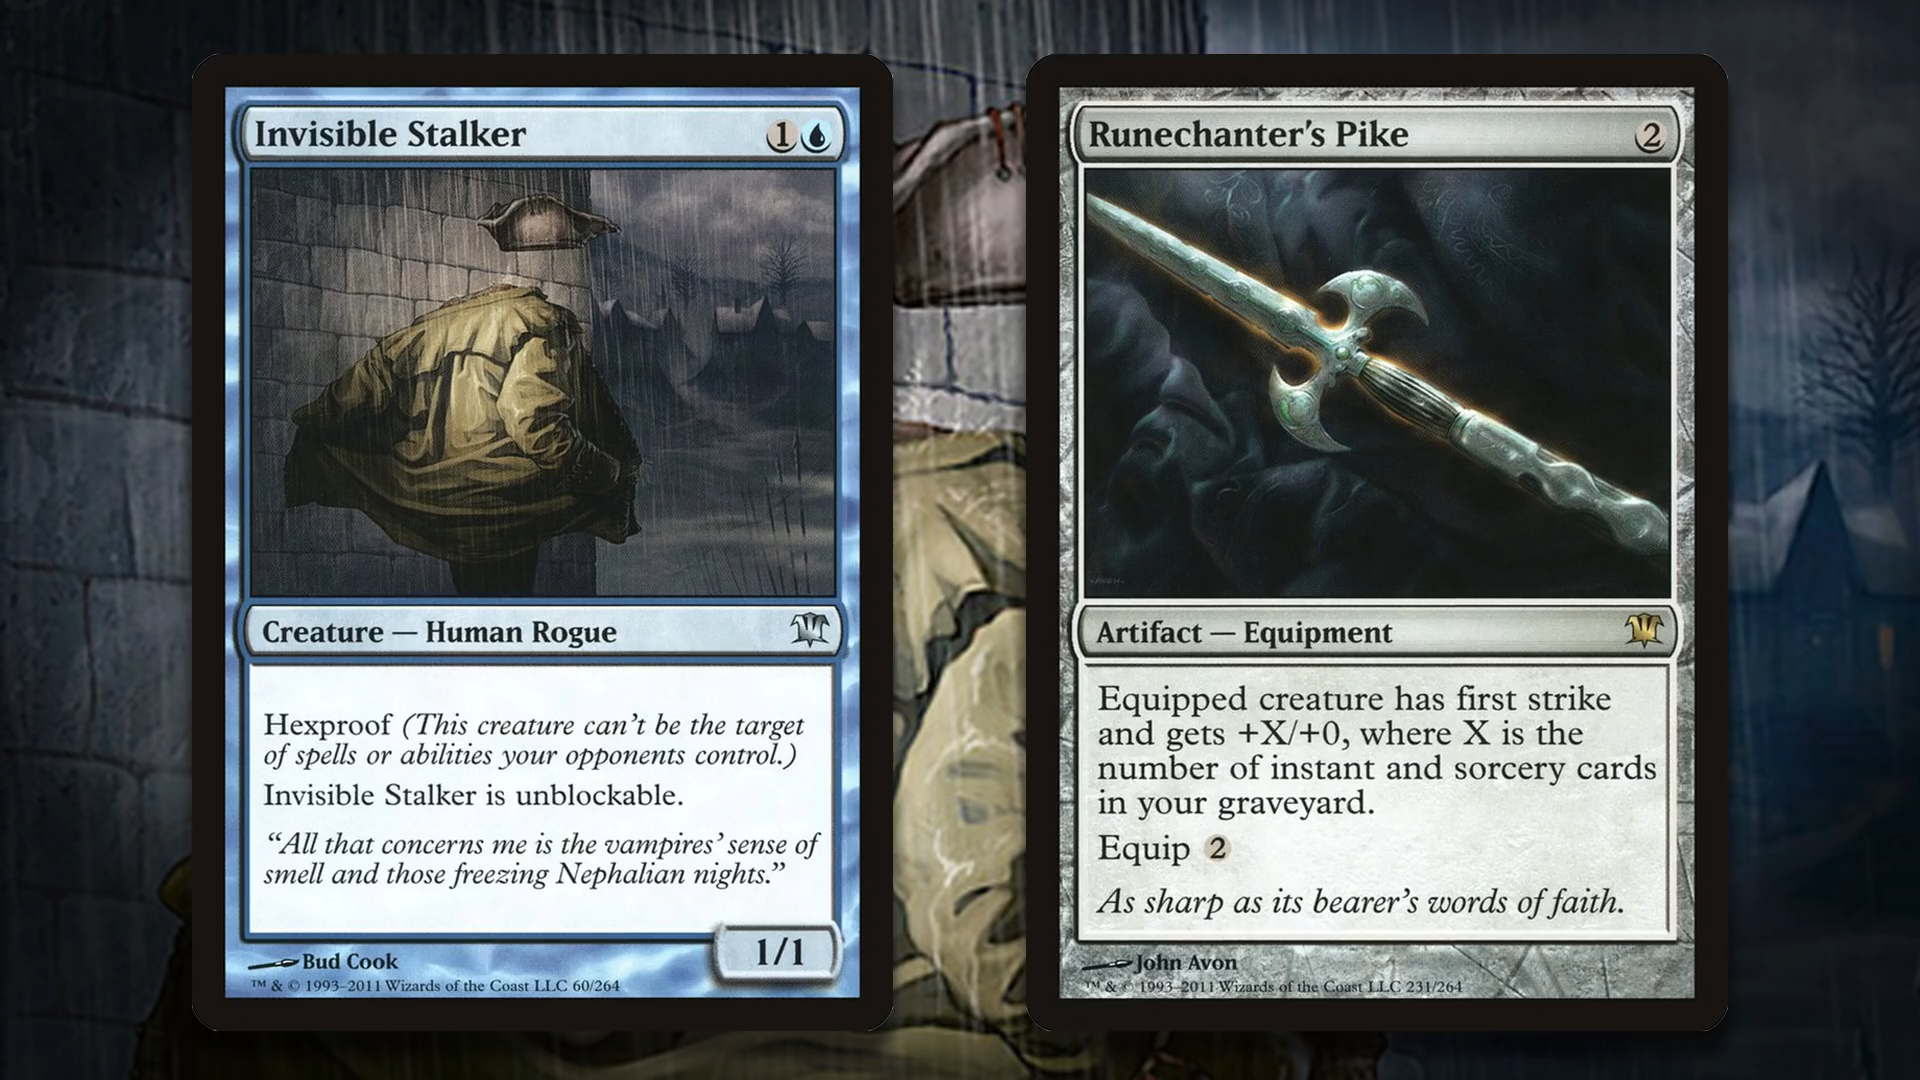 Invisible Stalker 1
Creature — Human Rogue
Hexproof (This creature can't be the target
of spells or abilities your opponents control.)
Invisible Stalker is unblockable.
“All that concerns me is the vampires’ sense of
smell and those freezing Nephalian nights.”
1/1
Bud Cook
™ & © 1993–2011 Wizards of the Coast LLC 60/264
Runechanter’s Pike 2
Artifact — Equipment
Equipped creature has first strike
and gets +X/+0, where X is the
number of instant and sorcery cards
in your graveyard.
Equip 2
As sharp as its bearer’s words of faith.
John Avon
™ & © 1993–2011 Wizards of the Coast LLC 231/264